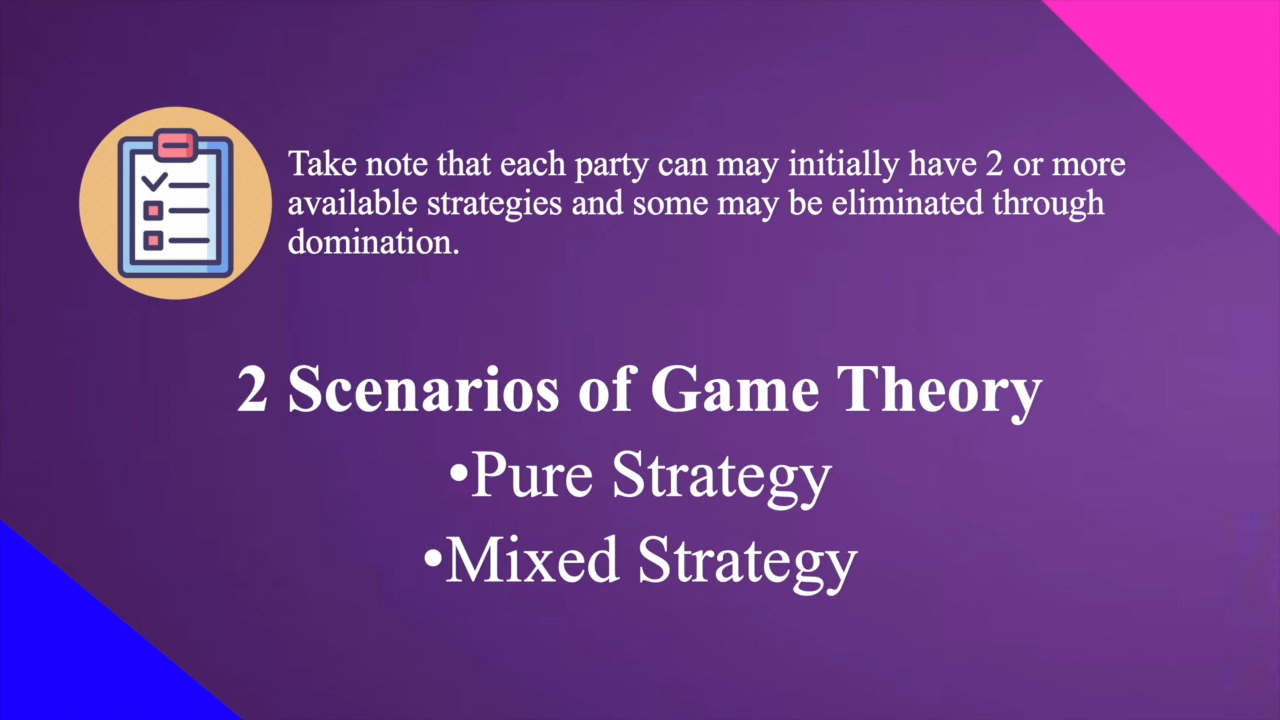 Take note that each party can may initially have 2 or more
available strategies and some may be eliminated through
domination.
2 Scenarios of Game Theory
•Pure Strategy
•Mixed Strategy